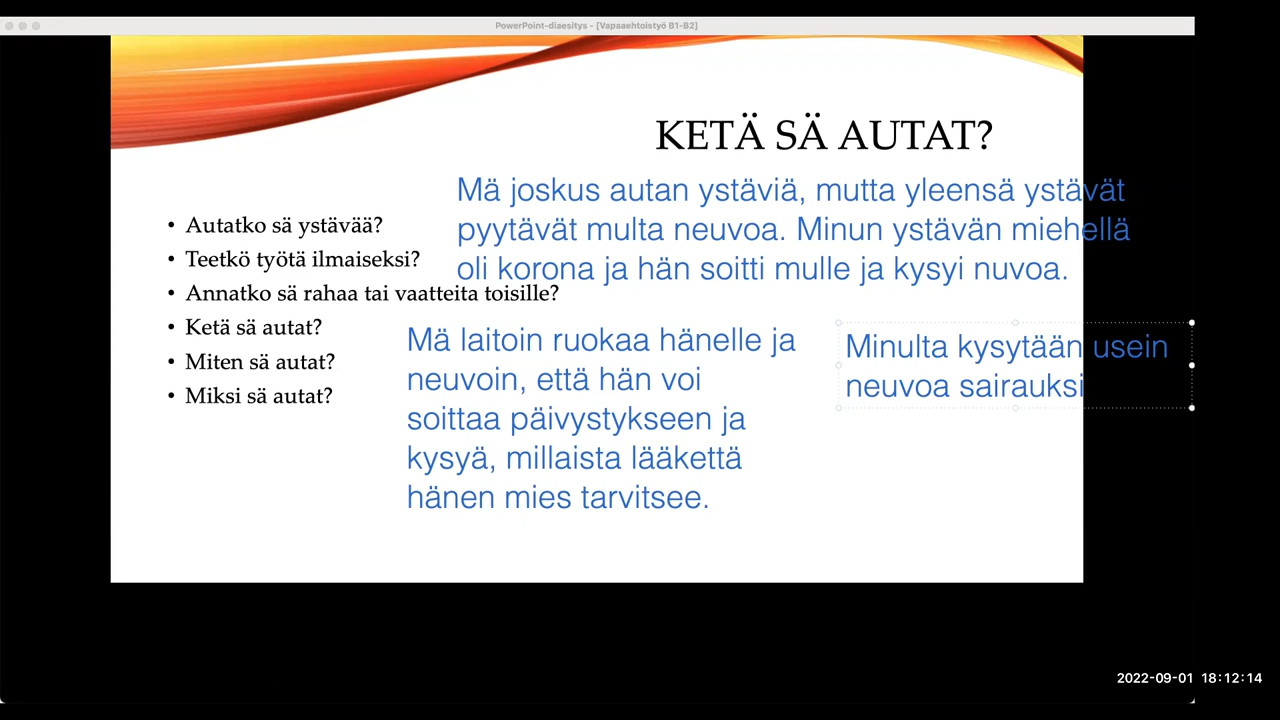 PowerPoint-diaesitys - [Vapaaehtoistyö B1-B2]
KETÄ SÄ AUTAT?
Mä joskus autan ystäviä, mutta yleensä ystävät
pyytävät multa neuvoa. Minun ystävän miehellä
oli korona ja hän soitti mulle ja kysyi nuvoa.
• Autatko sä ystävää?
• Teetkö työtä ilmaiseksi?
• Annatko sä rahaa tai vaatteita toisille?
• Ketä sä autat?
• Miten sä autat?
• Miksi sä autat?
Mä laitoin ruokaa hänelle ja
neuvoin, että hän voi
soittaa päivystykseen ja
kysyä, millaista lääkettä
hänen mies tarvitsee.
Minulta kysytään usein
neuvoa sairauksi
2022-09-01 18:12:14